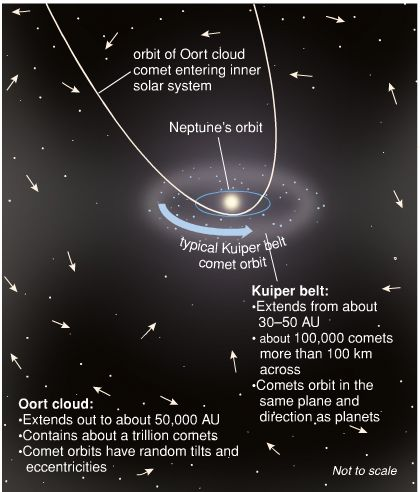 orbit of Oort cloud
comet entering inner
solar system
Neptune's orbit
typical Kuiper belt
comet orbit
Kuiper belt:
•Extends from about
30–50 AU
• about 100,000 comets
more than 100 km
across
•Comets orbit in the
same plane and
direction as planets
Oort cloud:
•Extends out to about 50,000 AU
•Contains about a trillion comets
•Comet orbits have random tilts and
eccentricities
Not to scale